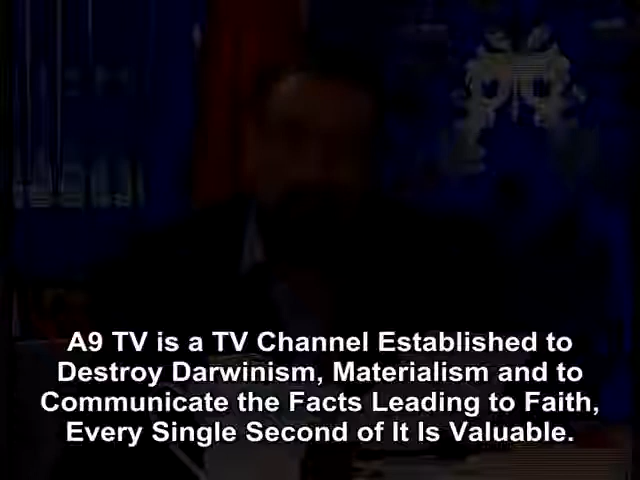 A9 TV is a TV Channel Established to
Destroy Darwinism, Materialism and to
Communicate the Facts Leading to Faith,
Every Single Second of It Is Valuable.